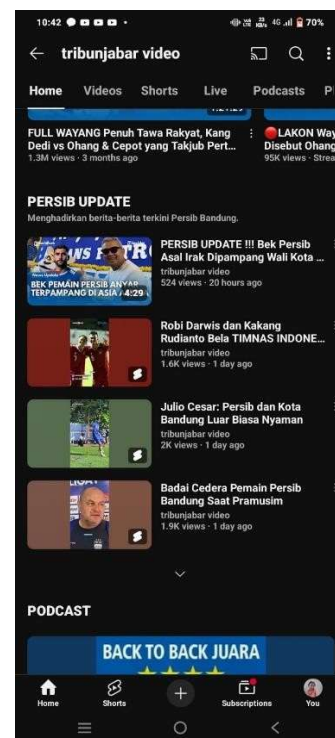 10:42
4G 70%
tribunjabar video
Home Videos Shorts Live Podcasts
FULL WAYANG Penuh Tawa Rakyat, Kang
Dedi vs Ohang & Cepot yang Takjub Pert...
1.3M views · 3 months ago
LAKON Way
Disebut Ohang
95K views · Strea
PERSIB UPDATE
Menghadirkan berita-berita terkini Persib Bandung.
BEK PEMAIN PERSIB ANYAR
TERPAMPANG DI ASIA
4:29
PERSIB UPDATE !!! Bek Persib
Asal Irak Dipampang Wali Kota ...
tribunjabar video
524 views · 20 hours ago
Robi Darwis dan Kakang
Rudianto Bela TIMNAS INDONE...
tribunjabar video
1.6K views · 1 day ago
Julio Cesar: Persib dan Kota
Bandung Luar Biasa Nyaman
tribunjabar video
2K views · 1 day ago
Badai Cedera Pemain Persib
Bandung Saat Pramusim
tribunjabar video
1.9K views · 1 day ago
PODCAST
BACK TO BACK JUARA
Home Shorts Subscriptions You